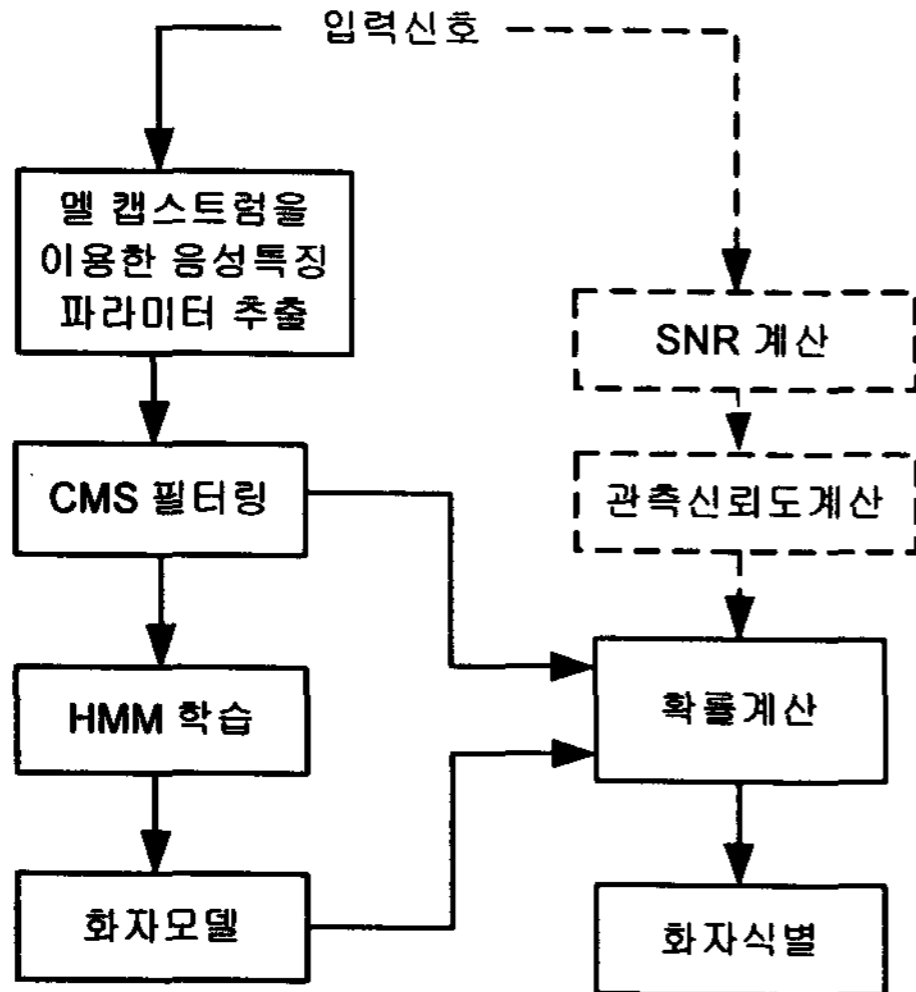 입력신호
멜 캡스트럼을
이용한 음성특징
파라미터 추출
SNR 계산
CMS 필터링
관측신뢰도계산
HMM 학습
확률계산
화자모델
화자식별